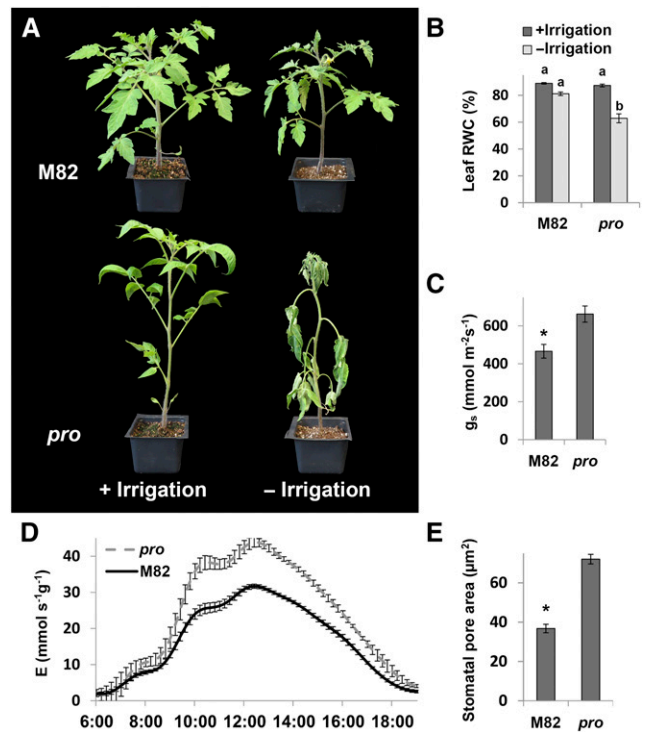 A
M82
pro
+ Irrigation – Irrigation
B
+Irrigation
–Irrigation
Leaf RWC (%)
80
60
40
20
0
a a a b
M82 pro
C
gs (mmol m⁻²s⁻¹)
600
400
200
0
*
M82 pro
D
pro
M82
E (mmol s⁻¹g⁻¹)
40
30
20
10
0
6:00 8:00 10:00 12:00 14:00 16:00 18:00
E
Stomatal pore area (µm²)
60
40
20
0
*
M82 pro